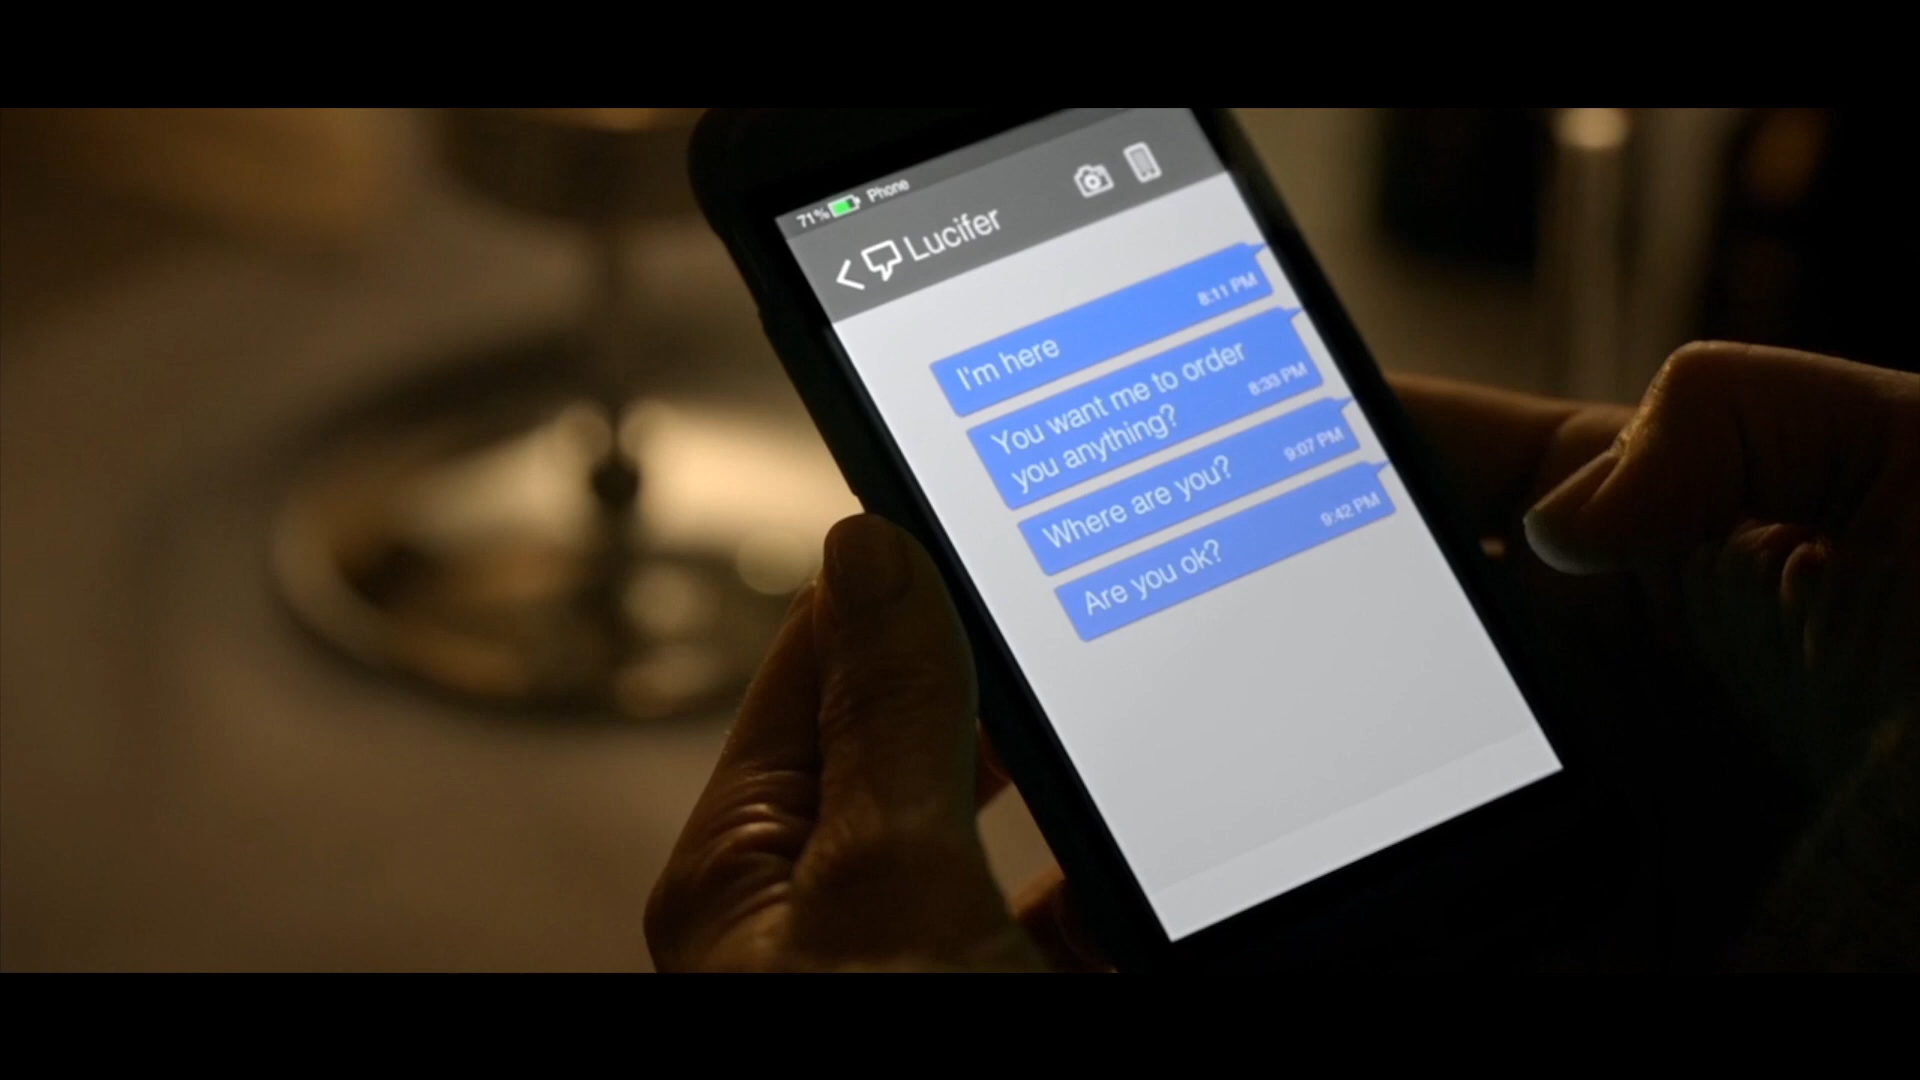 71% Phone
Lucifer
I'm here
8:11 PM
You want me to order
you anything?
8:33 PM
Where are you?
9:07 PM
Are you ok?
9:42 PM